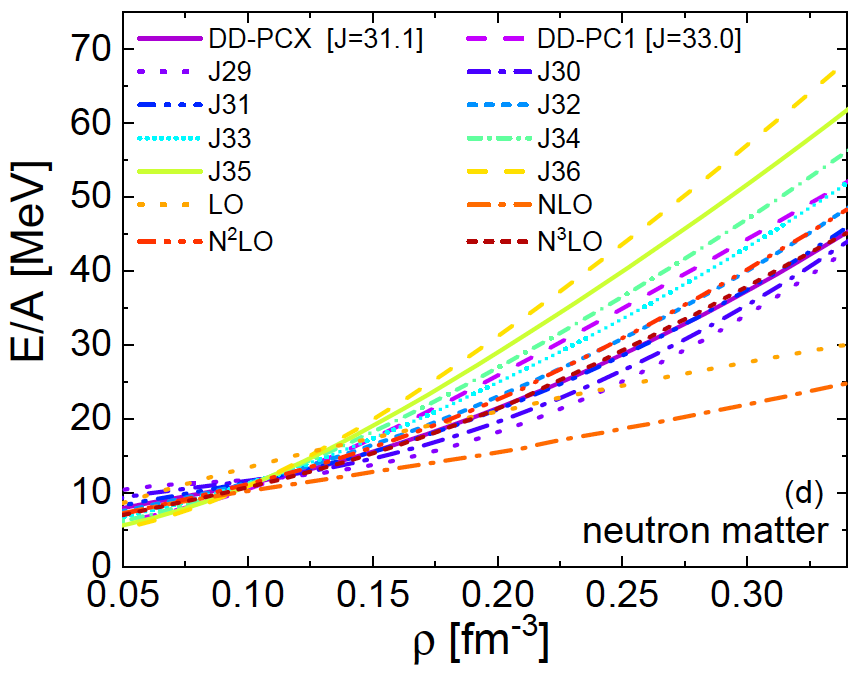 70
60
50
40
30
20
10
0
E/A [MeV]
DD-PCX [J=31.1]
DD-PC1 [J=33.0]
J29
J30
J31
J32
J33
J34
J35
J36
LO
NLO
N²LO
N³LO
(d)
neutron matter
0.05 0.10 0.15 0.20 0.25 0.30
ρ [fm⁻³]